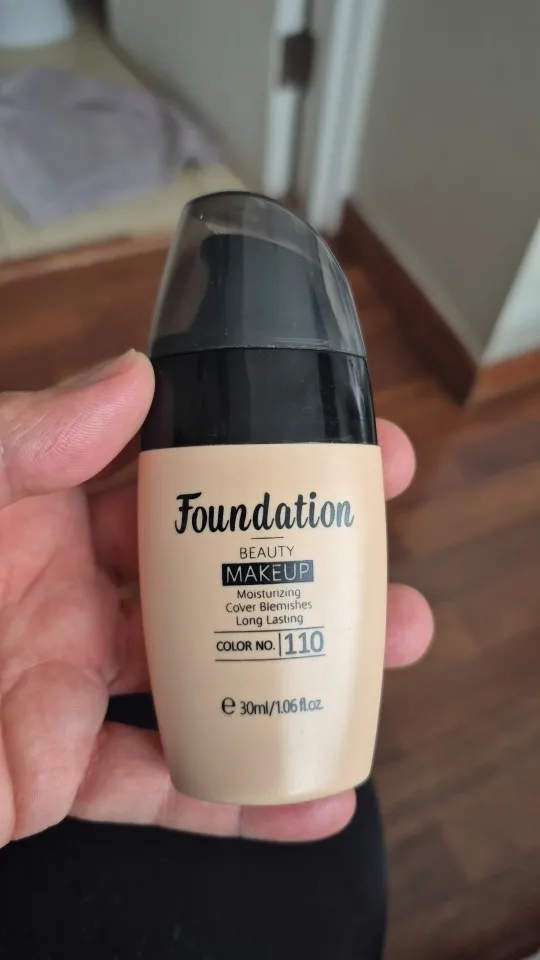 Foundation
BEAUTY
MAKEUP
Moisturizing
Cover Blemishes
Long Lasting
COLOR NO. 110
℮ 30ml/1.06 fl.oz.